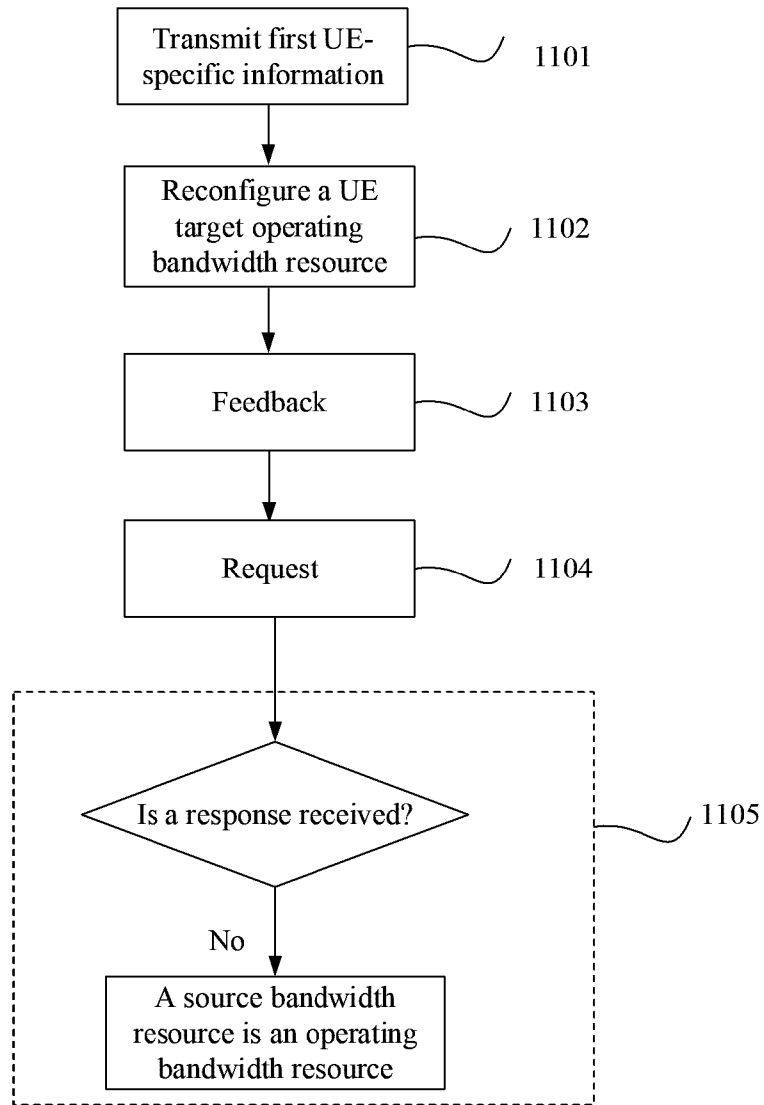 Transmit first UE-
specific information
1101
Reconfigure a UE
target operating
bandwidth resource
1102
Feedback
1103
Request
1104
Is a response received?
1105
No
A source bandwidth
resource is an operating
bandwidth resource